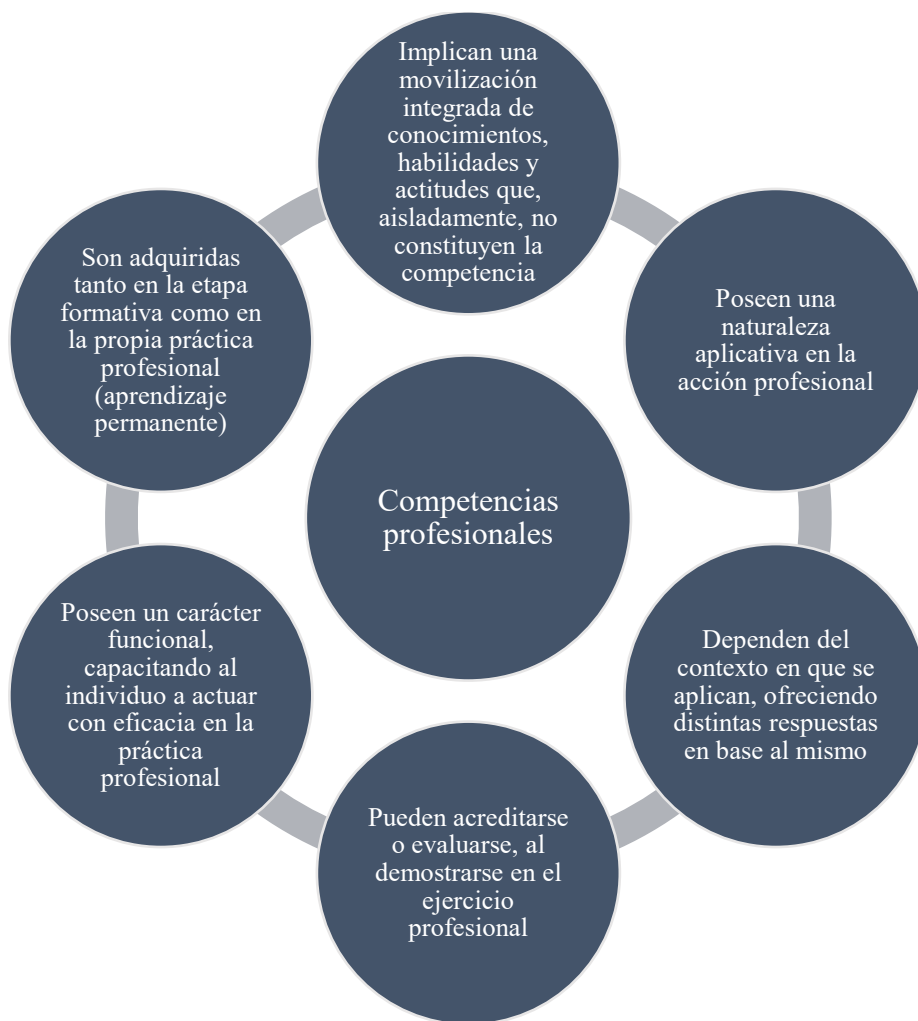 Implican una
movilización
integrada de
conocimientos,
habilidades y
actitudes que,
aisladamente, no
constituyen la
competencia
Poseen una
naturaleza
aplicativa en la
acción profesional
Dependen del
contexto en que se
aplican, ofreciendo
distintas respuestas
en base al mismo
Pueden acreditarse
o evaluarse, al
demostrarse en el
ejercicio
profesional
Poseen un carácter
funcional,
capacitando al
individuo a actuar
con eficacia en la
práctica
profesional
Son adquiridas
tanto en la etapa
formativa como en
la propia práctica
profesional
(aprendizaje
permanente)
Competencias
profesionales